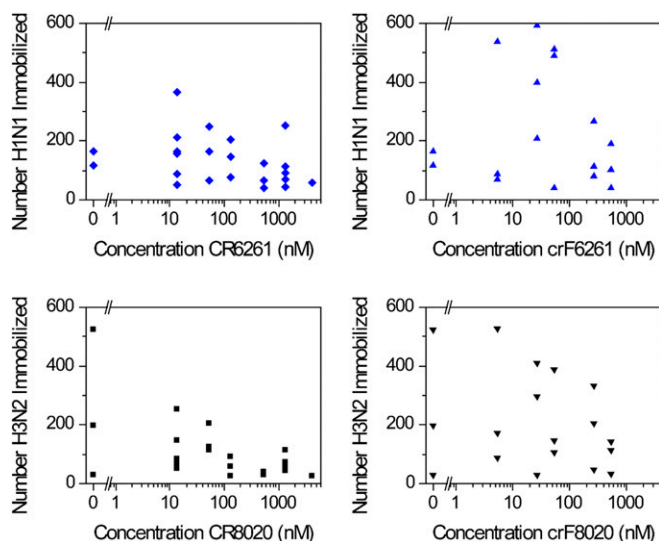 600
400
200
0
0 1 10 100 1000
Number H1N1 Immobilized
Concentration CR6261 (nM)
600
400
200
0
0 1 10 100 1000
Number H1N1 Immobilized
Concentration crF6261 (nM)
600
400
200
0
0 1 10 100 1000
Number H3N2 Immobilized
Concentration CR8020 (nM)
600
400
200
0
0 1 10 100 1000
Number H3N2 Immobilized
Concentration crF8020 (nM)